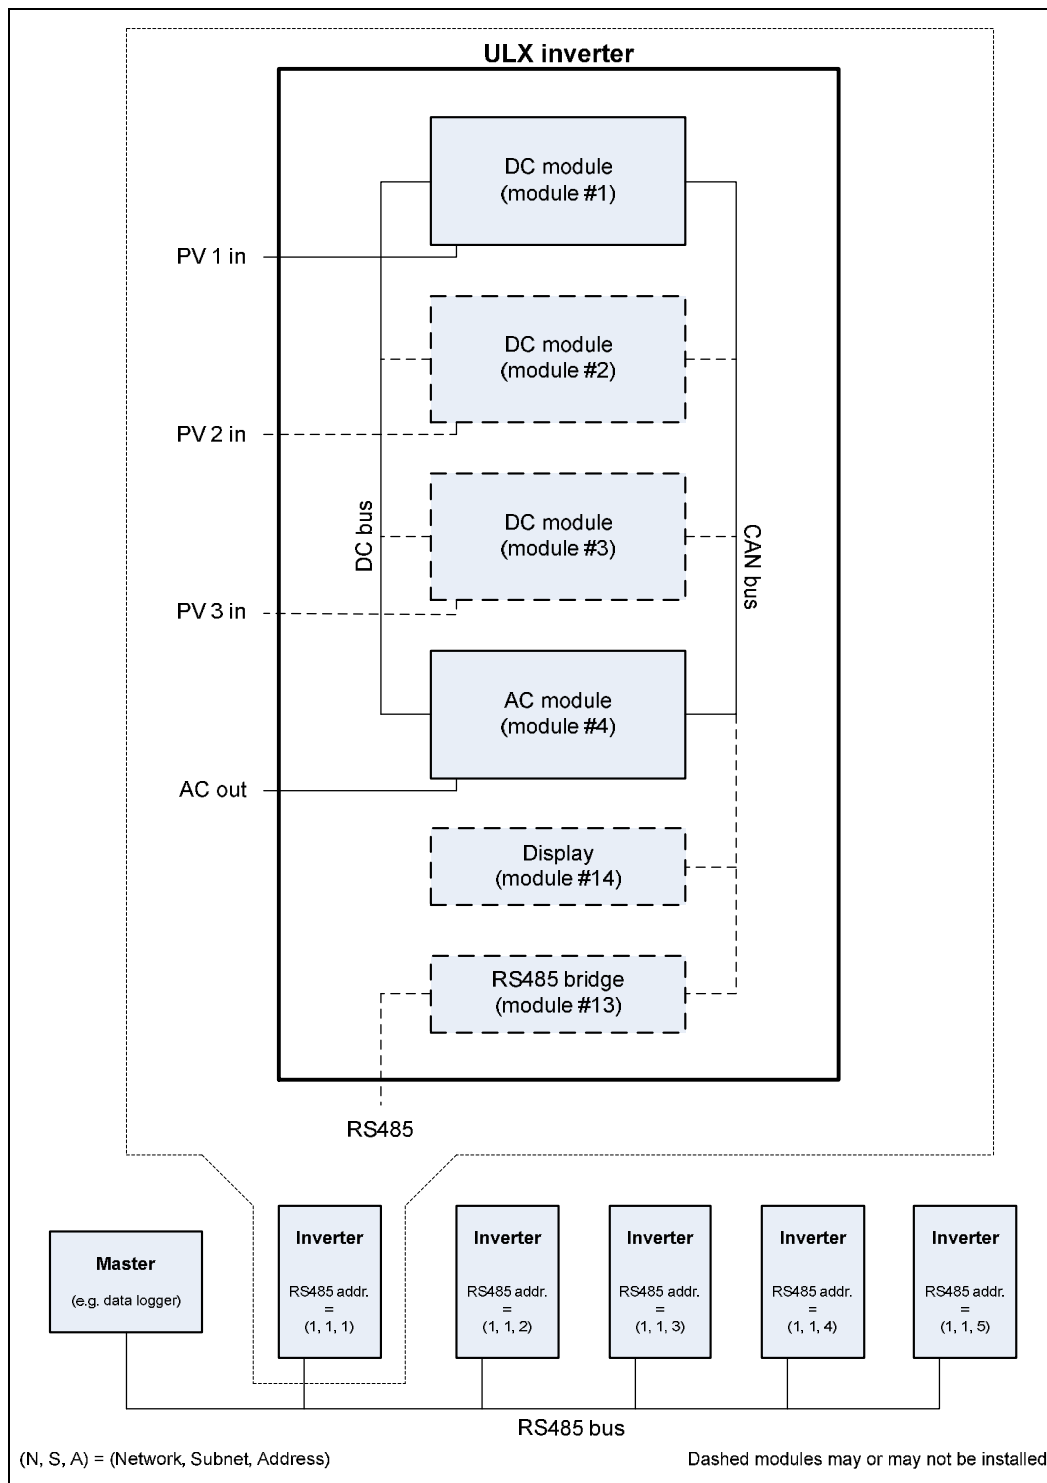 ULX inverter
DC module
(module #1)
PV 1 in
DC module
(module #2)
PV 2 in
DC bus
DC module
(module #3)
CAN bus
PV 3 in
AC module
(module #4)
AC out
Display
(module #14)
RS485 bridge
(module #13)
RS485
Master
(e.g. data logger)
Inverter
RS485 addr.
=
(1, 1, 1)
Inverter
RS485 addr.
=
(1, 1, 2)
Inverter
RS485 addr.
=
(1, 1, 3)
Inverter
RS485 addr.
=
(1, 1, 4)
Inverter
RS485 addr.
=
(1, 1, 5)
RS485 bus
(N, S, A) = (Network, Subnet, Address)
Dashed modules may or may not be installed